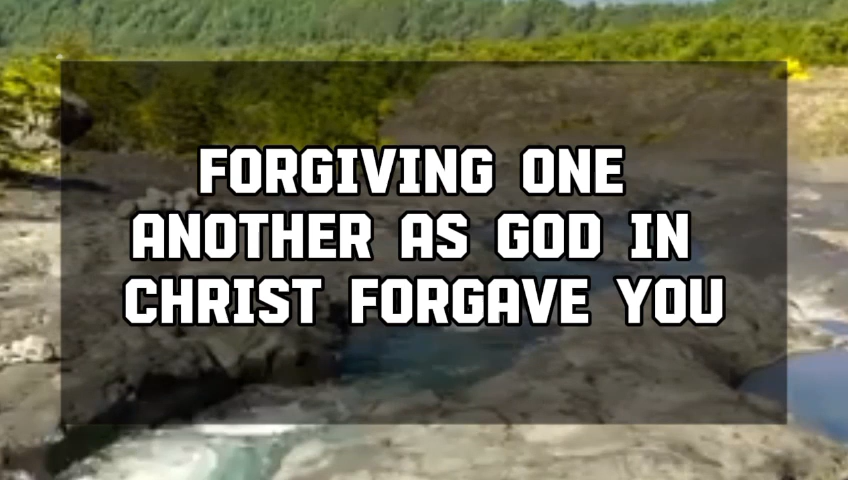 FORGIVING ONE
ANOTHER AS GOD IN
CHRIST FORGAVE YOU